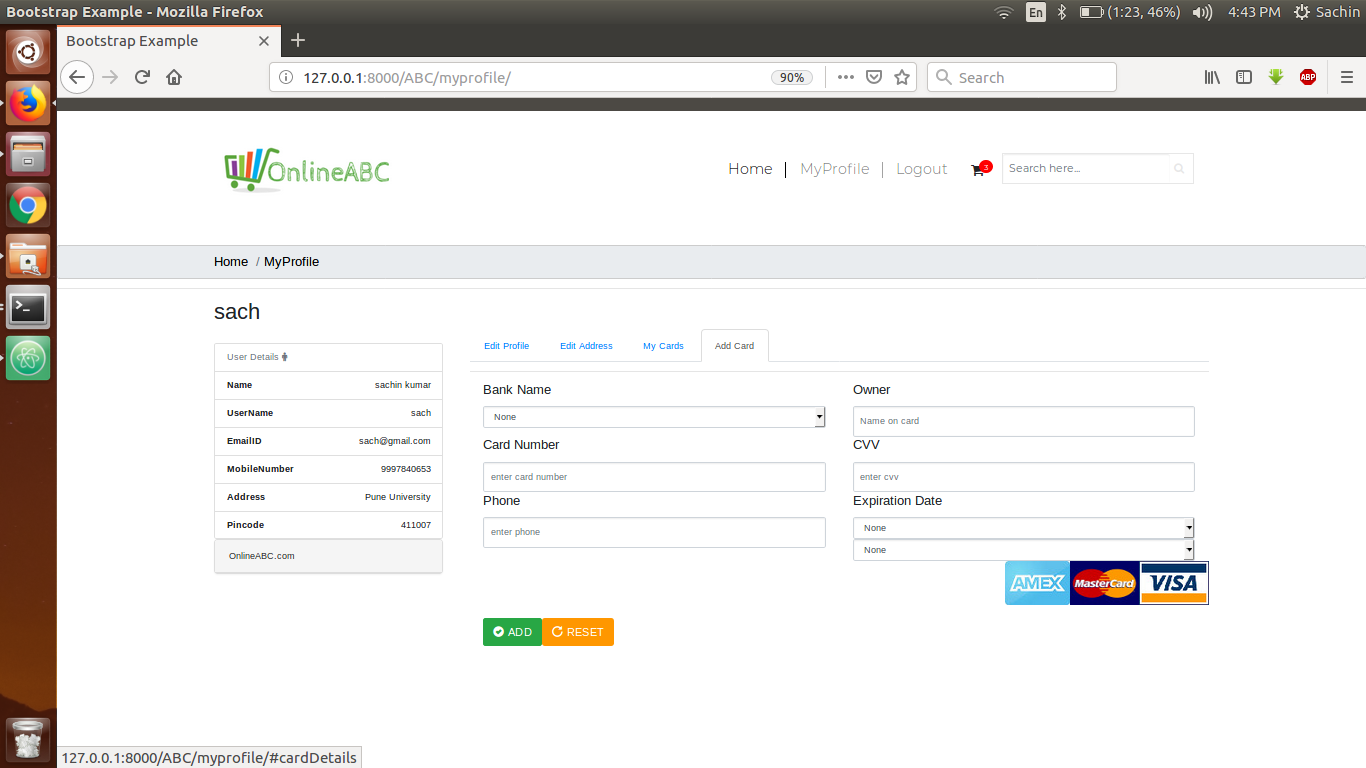 Bootstrap Example - Mozilla Firefox
En
(1:23, 46%)
4:43 PM
Sachin
Bootstrap Example
127.0.0.1:8000/ABC/myprofile/
90%
Search
ABP
OnlineABC
Home
MyProfile
Logout
3
Search here...
Home / MyProfile
sach
User Details
Name sachin kumar
UserName sach
EmailID sach@gmail.com
MobileNumber 9997840653
Address Pune University
Pincode 411007
OnlineABC.com
Edit Profile
Edit Address
My Cards
Add Card
Bank Name
None
Owner
Name on card
Card Number
enter card number
CVV
enter cvv
Phone
enter phone
Expiration Date
None
None
AMEX
MasterCard
VISA
ADD
RESET
127.0.0.1:8000/ABC/myprofile/#cardDetails